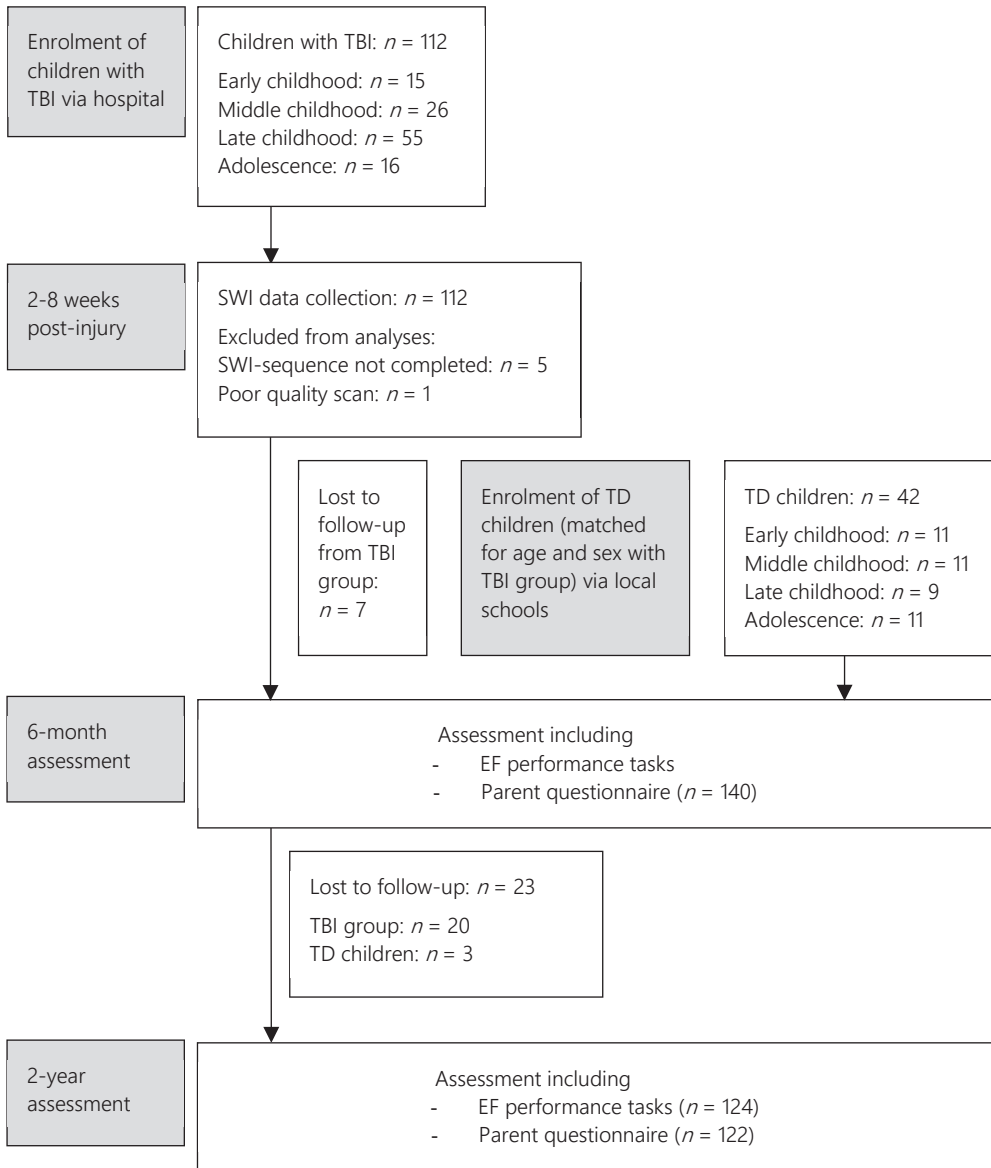 Enrolment of
children with
TBI via hospital
Children with TBI: n = 112
Early childhood: n = 15
Middle childhood: n = 26
Late childhood: n = 55
Adolescence: n = 16
2-8 weeks
post-injury
SWI data collection: n = 112
Excluded from analyses:
SWI-sequence not completed: n = 5
Poor quality scan: n = 1
Lost to
follow-up
from TBI
group:
n = 7
Enrolment of TD
children (matched
for age and sex with
TBI group) via local
schools
TD children: n = 42
Early childhood: n = 11
Middle childhood: n = 11
Late childhood: n = 9
Adolescence: n = 11
6-month
assessment
Assessment including
- EF performance tasks
- Parent questionnaire (n = 140)
Lost to follow-up: n = 23
TBI group: n = 20
TD children: n = 3
2-year
assessment
Assessment including
- EF performance tasks (n = 124)
- Parent questionnaire (n = 122)